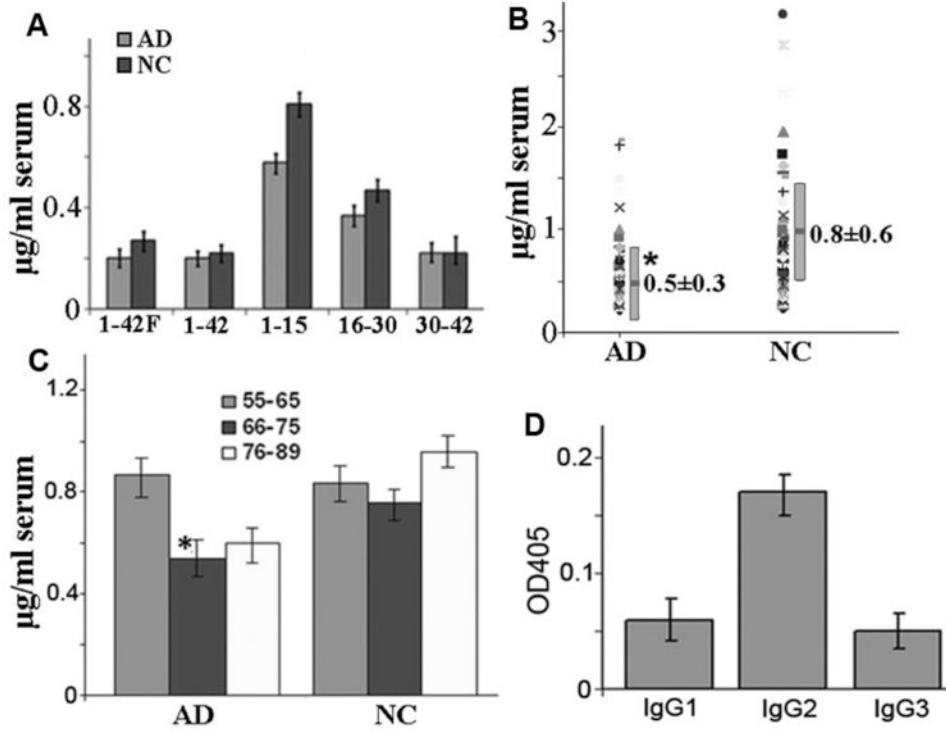 A
AD
NC
µg/ml serum
0.8
0.4
0
1-42F 1-42 1-15 16-30 30-42
B
µg/ml serum
3
2
1
0
*
0.5±0.3
0.8±0.6
AD NC
C
µg/ml serum
1.2
0.8
0.4
0
55-65
66-75
76-89
*
AD NC
D
OD405
0.2
0.1
0
IgG1 IgG2 IgG3